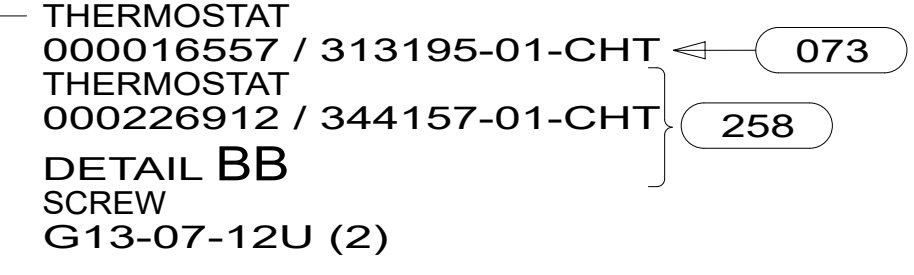 THERMOSTAT
000016557 / 313195-01-CHT 073
THERMOSTAT
000226912 / 344157-01-CHT 258
DETAIL BB
SCREW
G13-07-12U (2)